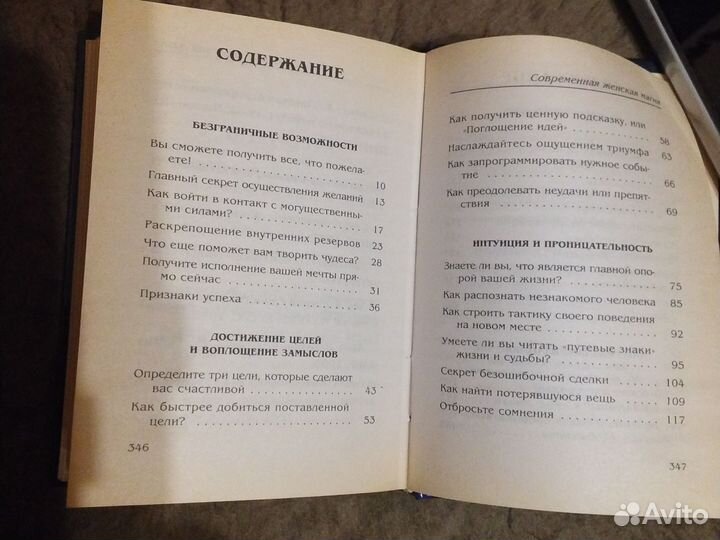 СОДЕРЖАНИЕ
БЕЗГРАНИЧНЫЕ ВОЗМОЖНОСТИ
Вы сможете получить все, что пожела-
ете! . . . . . . . . . . . . . . . . . . . . 10
Главный секрет осуществления желаний 13
Как войти в контакт с могущественны-
ми силами? . . . . . . . . . . . . . . . 17
Раскрепощение внутренних резервов . . 23
Что еще поможет вам творить чудеса? . 28
Получите исполнение вашей мечты пря-
мо сейчас . . . . . . . . . . . . . . . . 31
Признаки успеха . . . . . . . . . . . . . 36
ДОСТИЖЕНИЕ ЦЕЛЕЙ
И ВОПЛОЩЕНИЕ ЗАМЫСЛОВ
Определите три цели, которые сделают
вас счастливой . . . . . . . . . . . . . 43
Как быстрее добиться поставленной
цели? . . . . . . . . . . . . . . . . . . 53
346
Современная женская магия
Как получить ценную подсказку, или
«Поглощение идей» . . . . . . . . . . . 58
Наслаждайтесь ощущением триумфа . . 63
Как запрограммировать нужное собы-
тие . . . . . . . . . . . . . . . . . . . 66
Как преодолевать неудачи или препят-
ствия . . . . . . . . . . . . . . . . . . 69
ИНТУИЦИЯ И ПРОНИЦАТЕЛЬНОСТЬ
Знаете ли вы, что является главной опо-
рой вашей жизни? . . . . . . . . . . . 75
Как распознать незнакомого человека . 85
Как строить тактику своего поведения
на новом месте . . . . . . . . . . . . . 92
Умеете ли вы читать «путевые знаки»
жизни и судьбы? . . . . . . . . . . . . 95
Секрет безошибочной сделки . . . . . 104
Как найти потерявшуюся вещь . . . . 109
Отбросьте сомнения . . . . . . . . . . 117
347
Avito